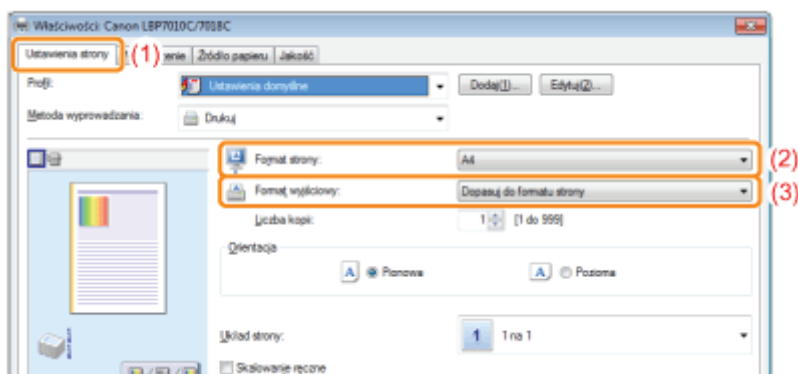 Właściwości: Canon LBP7010C/7018C
Ustawienia strony (1) Źródło papieru Jakość
Profil: Ustawienia domyślne Dodaj(1)... Edytuj(2)...
Metoda wyprowadzania: Drukuj
Format strony: A4 (2)
Format wyjściowy: Dopasuj do formatu strony (3)
Liczba kopii: 1 [1 do 999]
Orientacja
A Pionowa A Pozioma
Układ strony: 1 1 na 1
Skalowanie ręczne